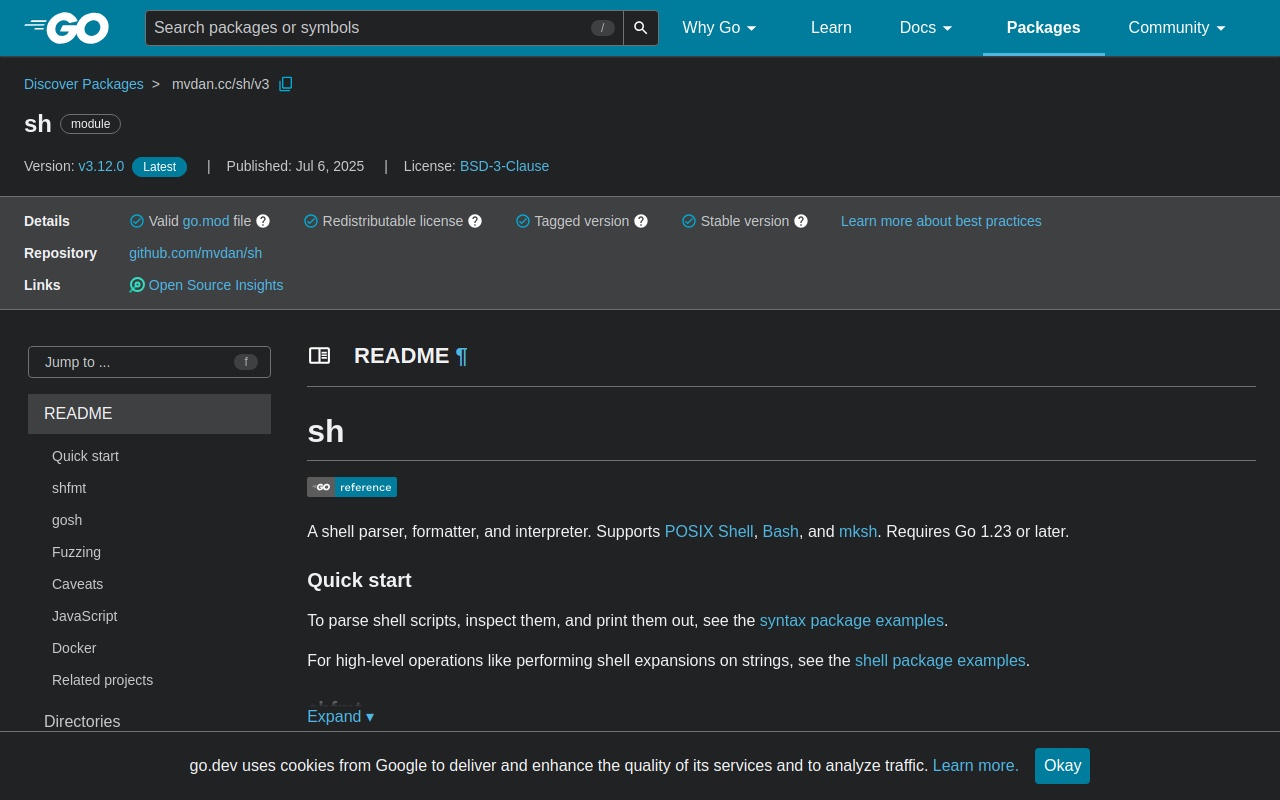 GO
Search packages or symbols /
Why Go
Learn
Docs
Packages
Community
Discover Packages > mvdan.cc/sh/v3
sh module
Version: v3.12.0 Latest | Published: Jul 6, 2025 | License: BSD-3-Clause
Details
Valid go.mod file
Redistributable license
Tagged version
Stable version
Learn more about best practices
Repository
github.com/mvdan/sh
Links
Open Source Insights
Jump to ... f
README
Quick start
shfmt
gosh
Fuzzing
Caveats
JavaScript
Docker
Related projects
Directories
README ¶
sh
GO reference
A shell parser, formatter, and interpreter. Supports POSIX Shell, Bash, and mksh. Requires Go 1.23 or later.
Quick start
To parse shell scripts, inspect them, and print them out, see the syntax package examples.
For high-level operations like performing shell expansions on strings, see the shell package examples.
Expand ▾
go.dev uses cookies from Google to deliver and enhance the quality of its services and to analyze traffic. Learn more.
Okay